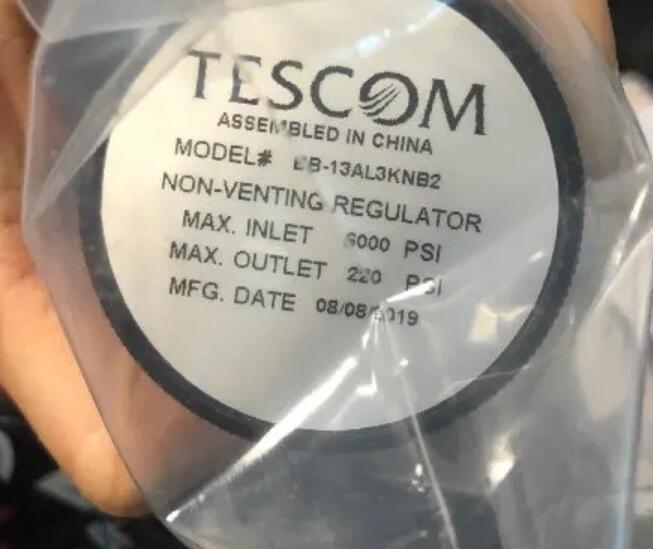 TESCOM
ASSEMBLED IN CHINA
MODEL#
NON-VENTING REGULATOR
MAX. INLET PSI
MAX. OUTLET 220 PSI
MFG. DATE 08/08/2019